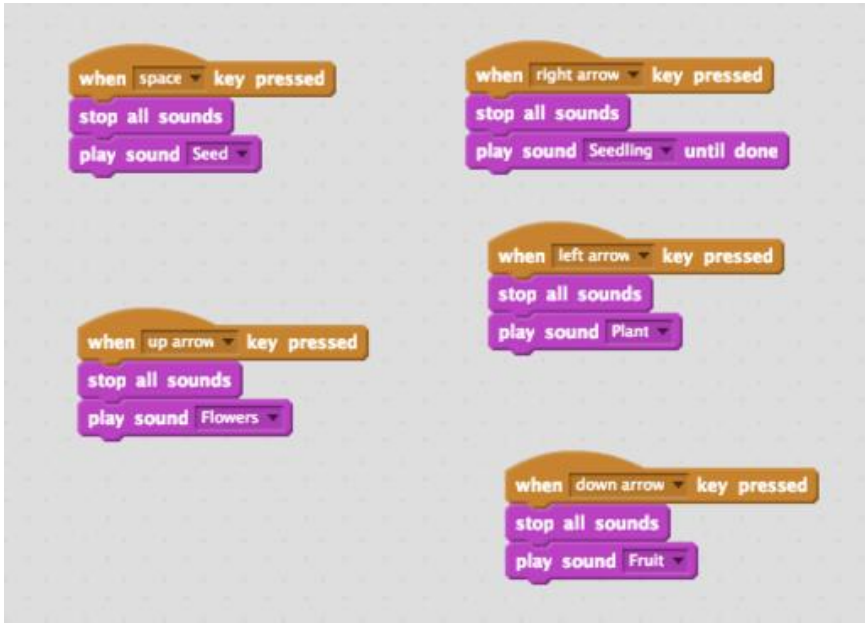 when space key pressed
stop all sounds
play sound Seed
when right arrow key pressed
stop all sounds
play sound Seedling until done
when left arrow key pressed
stop all sounds
play sound Plant
when up arrow key pressed
stop all sounds
play sound Flowers
when down arrow key pressed
stop all sounds
play sound Fruit